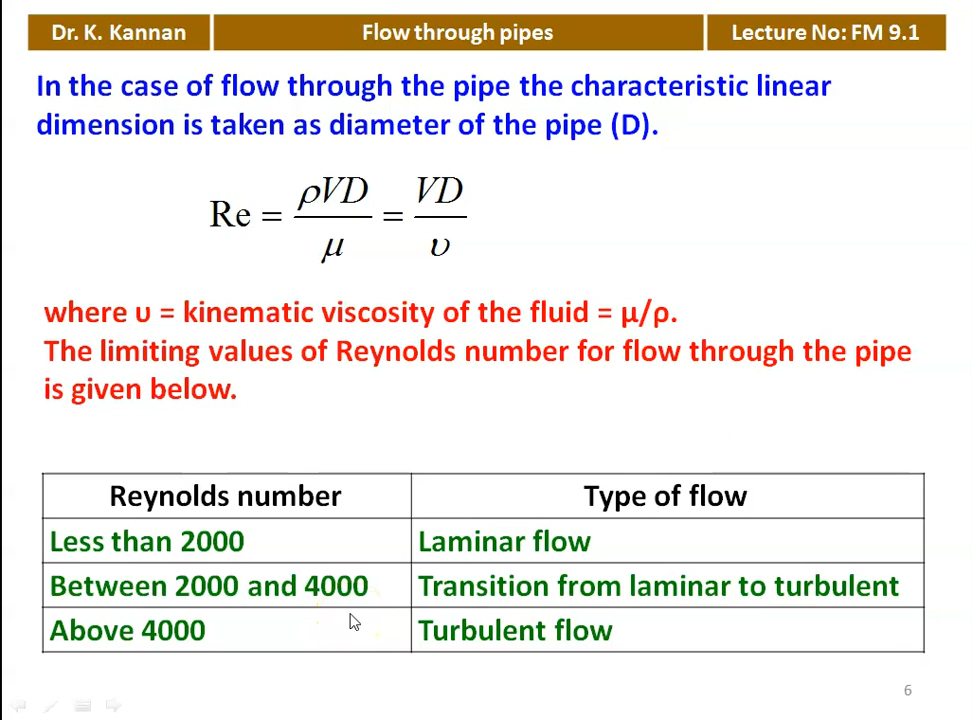 Dr. K. Kannan
Flow through pipes
Lecture No: FM 9.1
In the case of flow through the pipe the characteristic linear
dimension is taken as diameter of the pipe (D).
Re = ρVD/μ = VD/υ
where υ = kinematic viscosity of the fluid = μ/ρ.
The limiting values of Reynolds number for flow through the pipe
is given below.
Reynolds number
Type of flow
Less than 2000
Laminar flow
Between 2000 and 4000
Transition from laminar to turbulent
Above 4000
Turbulent flow
6